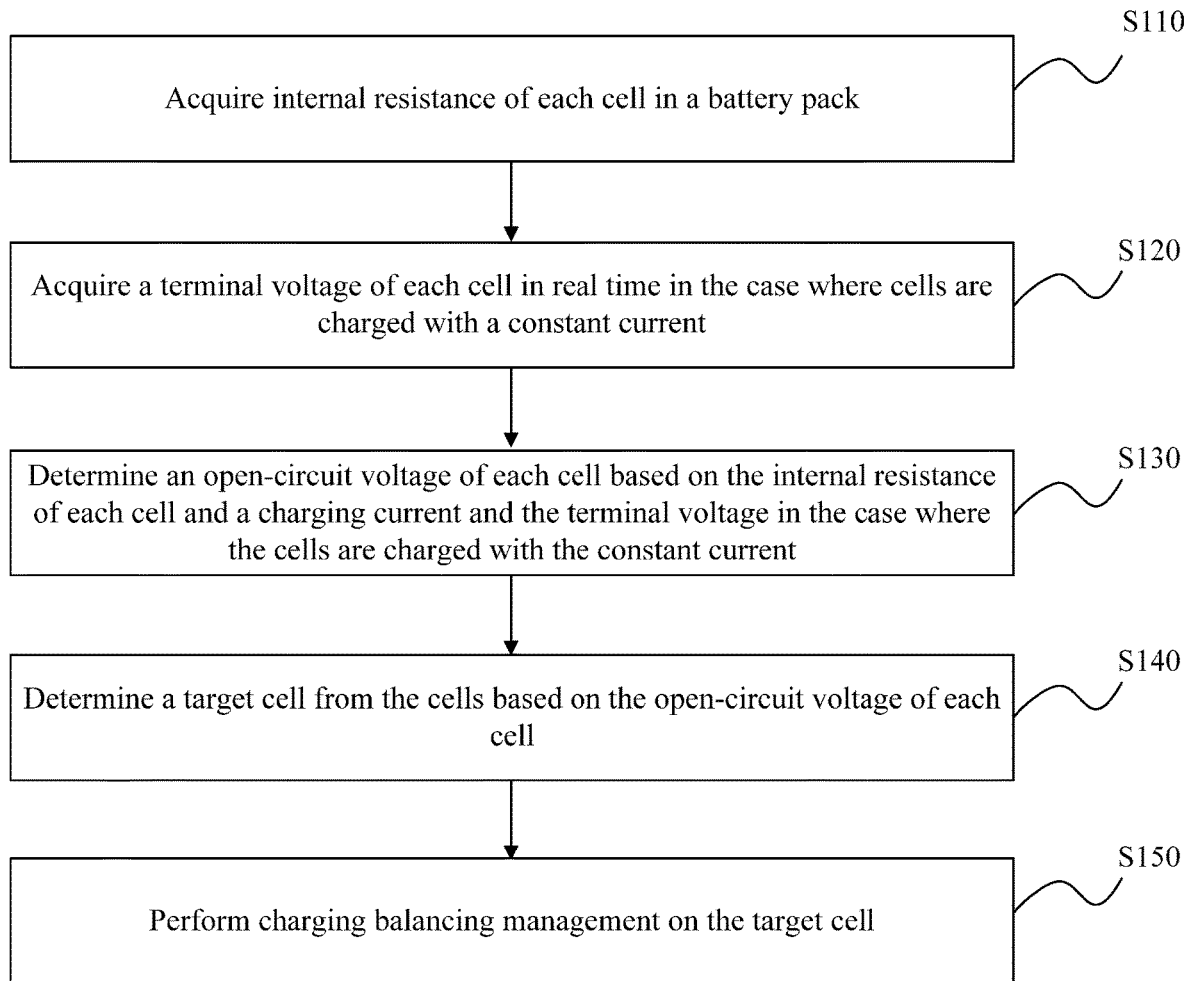 S110
Acquire internal resistance of each cell in a battery pack
S120
Acquire a terminal voltage of each cell in real time in the case where cells are
charged with a constant current
S130
Determine an open-circuit voltage of each cell based on the internal resistance
of each cell and a charging current and the terminal voltage in the case where
the cells are charged with the constant current
S140
Determine a target cell from the cells based on the open-circuit voltage of each
cell
S150
Perform charging balancing management on the target cell